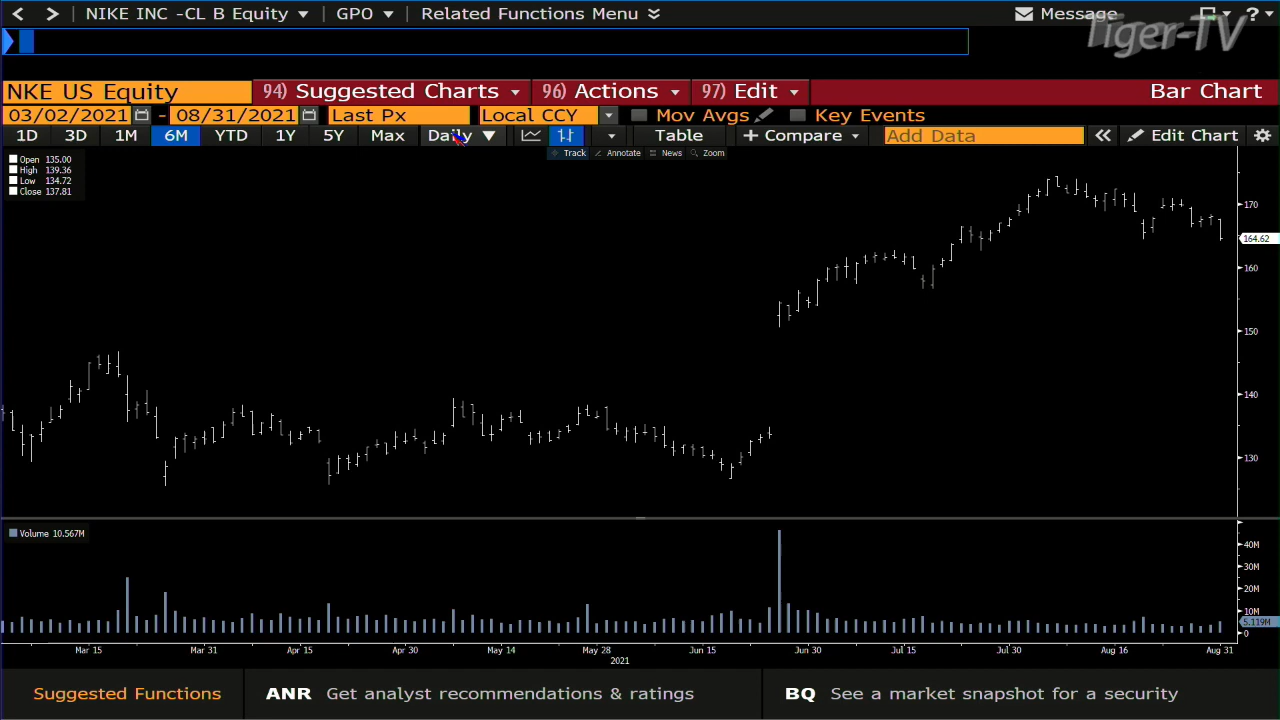 NIKE INC -CL B Equity GPO Related Functions Menu Message ?
Tiger-TV
NKE US Equity 94) Suggested Charts 96) Actions 97) Edit Bar Chart
03/02/2021 - 08/31/2021 Last Px Local CCY Mov Avgs Key Events
1D 3D 1M 6M YTD 1Y 5Y Max Daily Table + Compare Add Data Edit Chart
Track Annotate News Zoom
Open 135.00
High 139.36
Low 134.72
Close 137.81
170
164.62
160
150
140
130
Volume 10.567M
40M
30M
20M
10M
5.119M
0
Mar 15 Mar 31 Apr 15 Apr 30 May 14 May 28 Jun 15 Jun 30 Jul 15 Jul 30 Aug 16 Aug 31
2021
Suggested Functions ANR Get analyst recommendations & ratings BQ See a market snapshot for a security